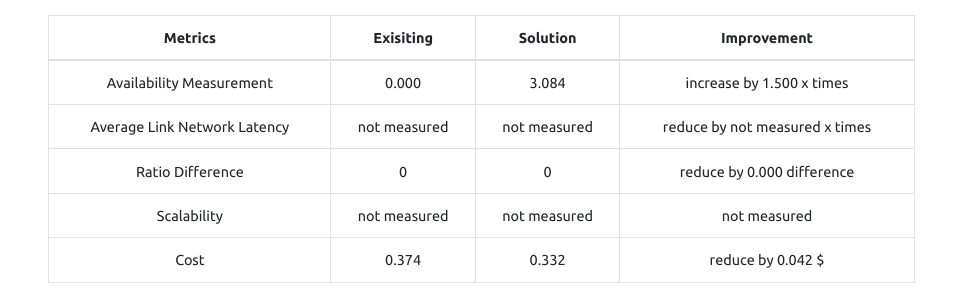 Metrics Exisiting Solution Improvement
Availability Measurement 0.000 3.084 increase by 1.500 x times
Average Link Network Latency not measured not measured reduce by not measured x times
Ratio Difference 0 0 reduce by 0.000 difference
Scalability not measured not measured not measured
Cost 0.374 0.332 reduce by 0.042 $